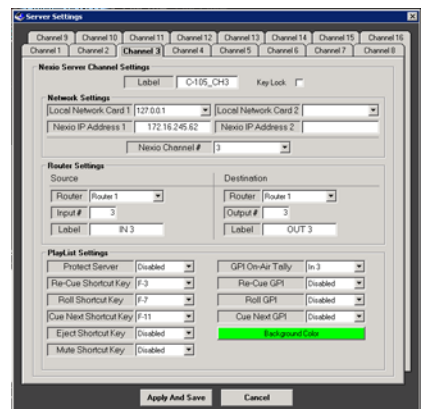 Server Settings
Channel 9 Channel 10 Channel 11 Channel 12 Channel 13 Channel 14 Channel 15 Channel 16
Channel 1 Channel 2 Channel 3 Channel 4 Channel 5 Channel 6 Channel 7 Channel 8
Nexio Server Channel Settings
Label C-105_CH3 Key Lock
Network Settings
Local Network Card 1 127.0.0.1 Local Network Card 2
Nexio IP Address 1 172.16.245.62 Nexio IP Address 2
Nexio Channel # 3
Router Settings
Source Destination
Router Router 1 Router Router 1
Input # 3 Output # 3
Label IN 3 Label OUT 3
PlayList Settings
Protect Server Disabled GPI On-Air Tally In 3
Re-Cue Shortcut Key F-3 Re-Cue GPI Disabled
Roll Shortcut Key F-7 Roll GPI Disabled
Cue Next Shortcut Key F-11 Cue Next GPI Disabled
Eject Shortcut Key Disabled Background Color
Mute Shortcut Key Disabled
Apply And Save Cancel